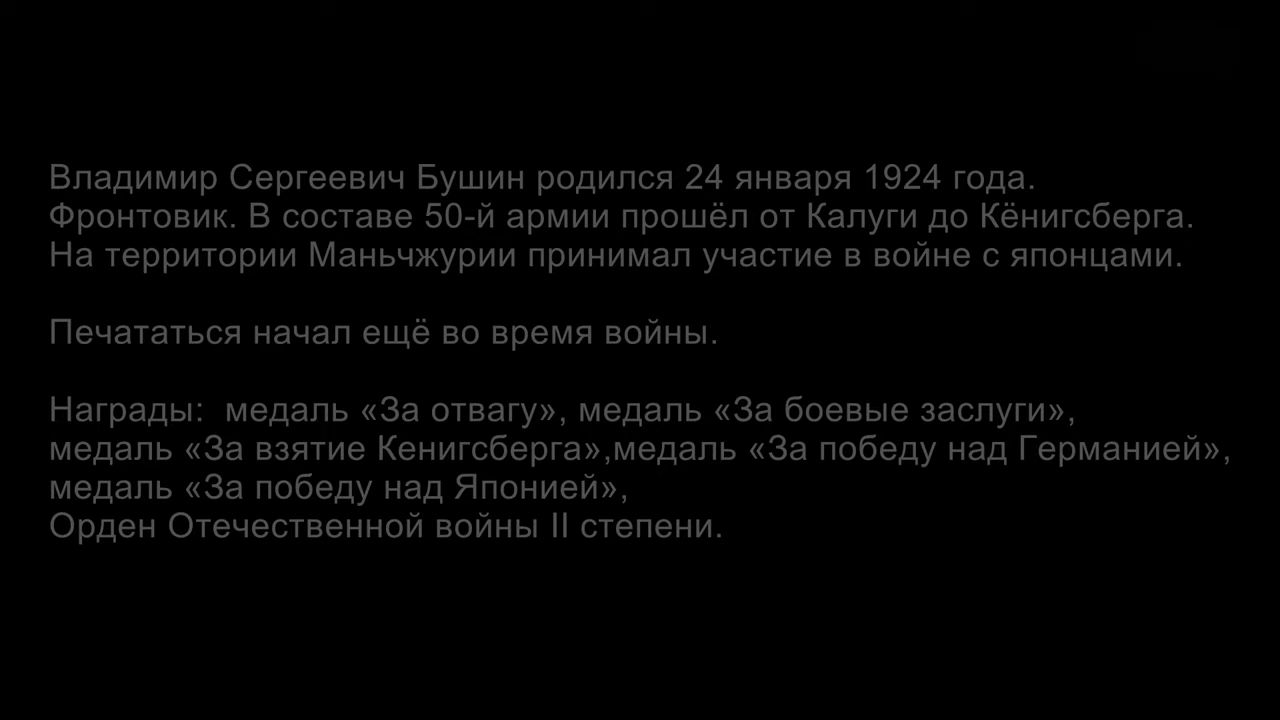 Владимир Сергеевич Бушин родился 24 января 1924 года.
Фронтовик. В составе 50-й армии прошёл от Калуги до Кёнигсберга.
На территории Маньчжурии принимал участие в войне с японцами.
Печататься начал ещё во время войны.
Награды:  медаль «За отвагу», медаль «За боевые заслуги»,
медаль «За взятие Кенигсберга»,медаль «За победу над Германией»,
медаль «За победу над Японией»,
Орден Отечественной войны II степени.